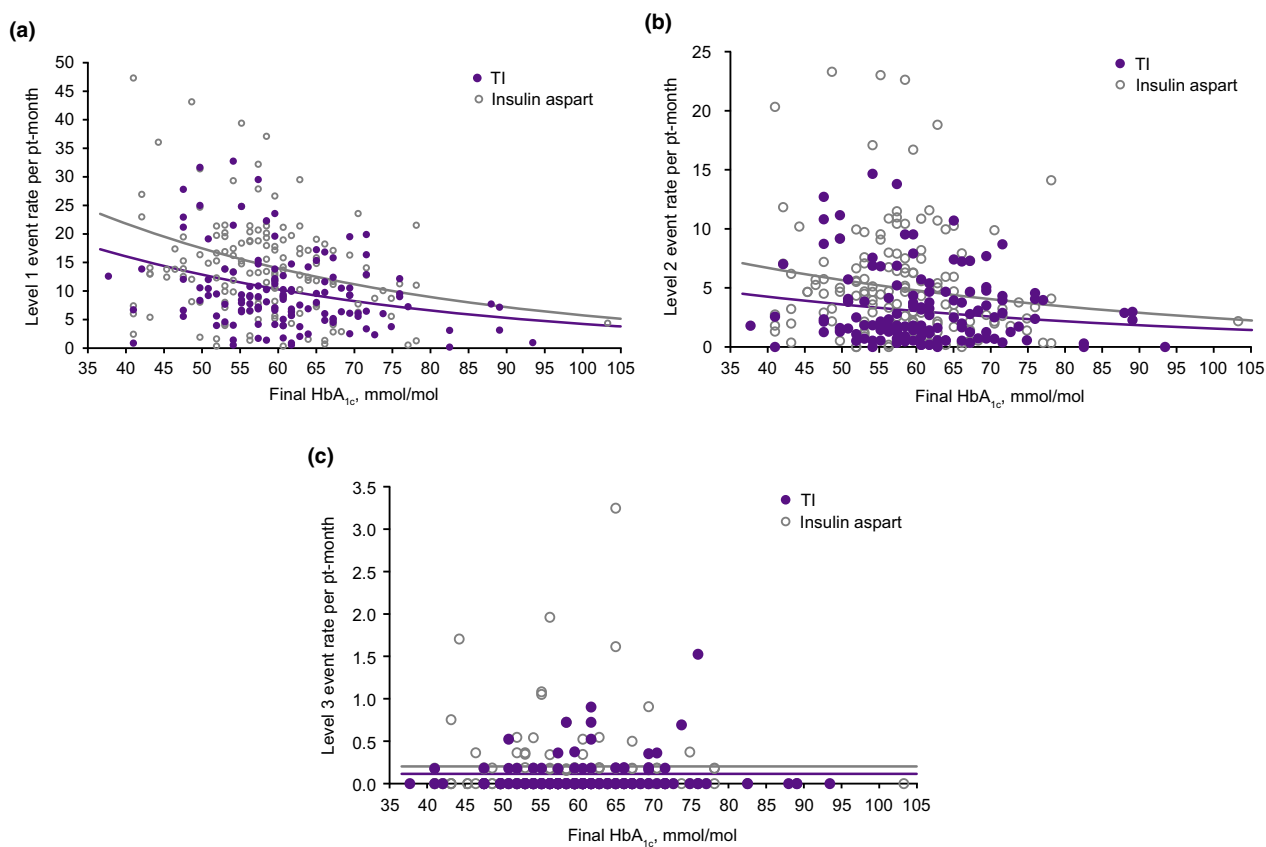 (a)
50
45
40
35
30
25
20
15
10
5
0
Level 1 event rate per pt-month
TI
Insulin aspart
35 40 45 50 55 60 65 70 75 80 85 90 95 100 105
Final HbA1c, mmol/mol
(b)
25
20
15
10
5
0
Level 2 event rate per pt-month
TI
Insulin aspart
35 40 45 50 55 60 65 70 75 80 85 90 95 100 105
Final HbA1c, mmol/mol
(c)
3.5
3.0
2.5
2.0
1.5
1.0
0.5
0.0
Level 3 event rate per pt-month
TI
Insulin aspart
35 40 45 50 55 60 65 70 75 80 85 90 95 100 105
Final HbA1c, mmol/mol